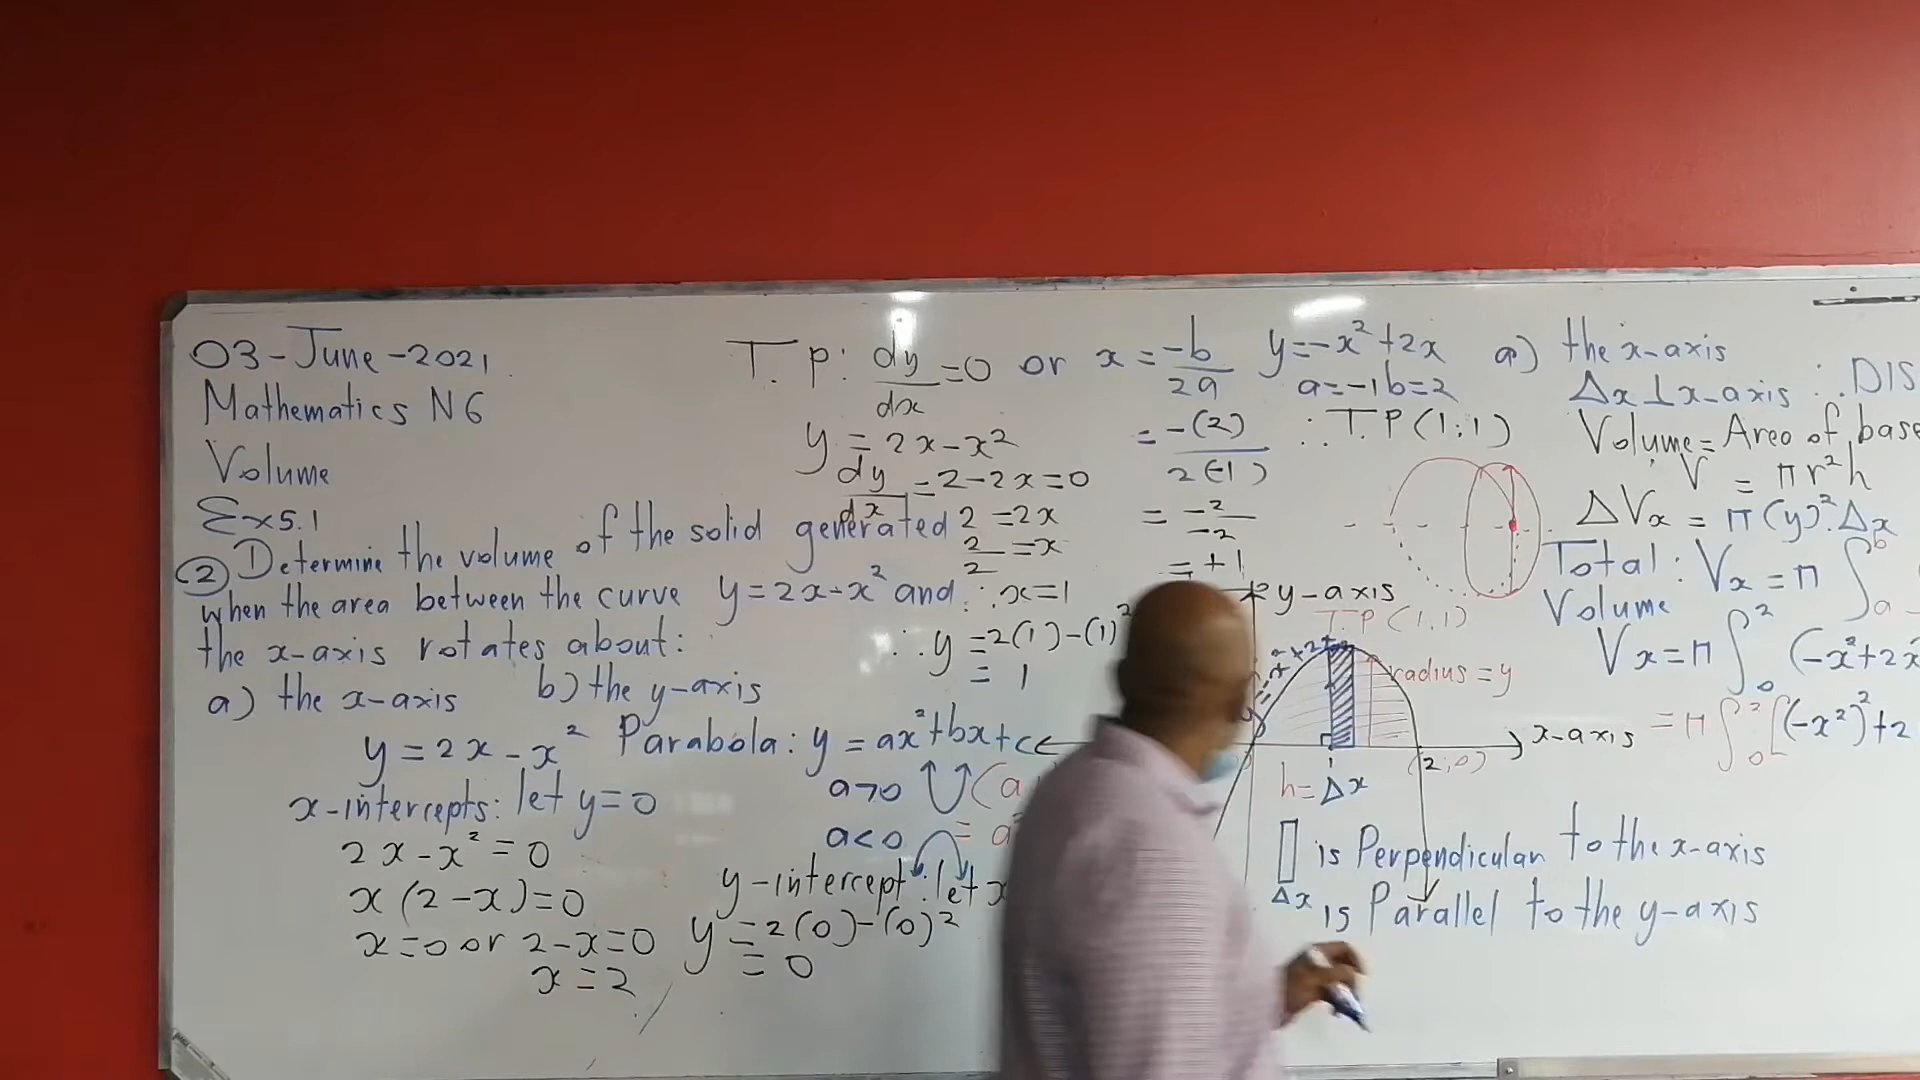 03-June-2021
Mathematics N6
Volume
Ex 5.1
② Determine the volume of the solid generated
when the area between the curve y=2x-x² and
the x-axis rotates about:
a) the x-axis b) the y-axis
y=2x-x²
x-intercepts: let y=0
2x-x²=0
x(2-x)=0
x=0 or 2-x=0
x=2
Parabola: y=ax²+bx+c
a>0 (a
a<0 = a
y-intercept: let x
y=2(0)-(0)²
=0
T.P: dy/dx=0 or x=-b/2a
y=2x-x²
dy/dx=2-2x=0
2=2x
2/2=x
∴x=1
∴y=2(1)-(1)²
=1
y=-x²+2x
a=-1 b=2
=-(2)/2(-1)
=-2/-2
=+1
∴T.P(1;1)
y-axis
T.P(1,1)
radius=y
x-axis
(2;0)
h=Δx
▯ is Perpendicular to the x-axis
Δx is Parallel to the y-axis
a) the x-axis
Δx⊥x-axis ∴DIS
Volume=Area of base
V=πr²h
ΔVx=π(y)².Δx
Total: Vx=π∫ₐᵇ
Volume
Vx=π∫₀² (-x²+2x
=π∫₀² [(-x²)²+2